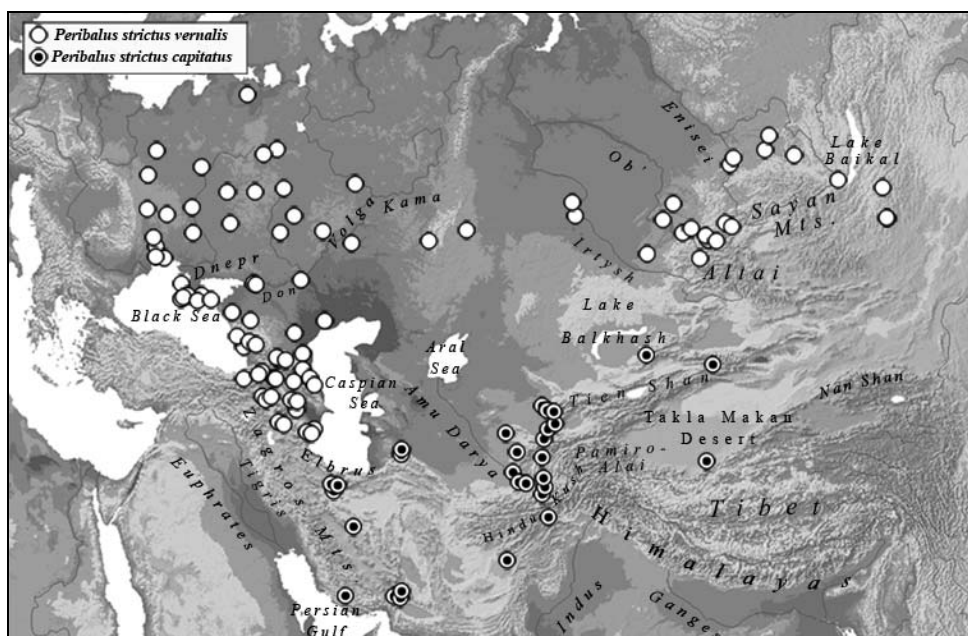 Peribalus strictus vernalis
Peribalus strictus capitatus
Enisei
Ob'
Lake
Baikal
Kama
Volga
Sayan
Mts.
Irtysh
Altai
Dnepr
Don
Black Sea
Lake
Balkhash
Aral
Sea
Caspian
Sea
Tien Shan
Nan Shan
Takla Makan
Desert
Amu Darya
Pamiro-
Alai
Zagros Mts.
Elbrus
Tigris
Euphrates
Hindu Kush
Tibet
Himalayas
Persian
Gulf
Indus
Ganges